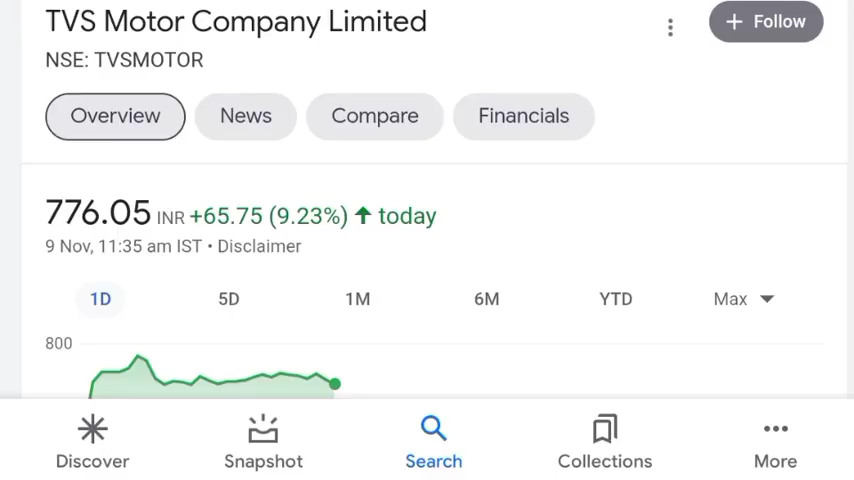 TVS Motor Company Limited
+ Follow
NSE: TVSMOTOR
Overview News Compare Financials
776.05 INR +65.75 (9.23%) ↑ today
9 Nov, 11:35 am IST • Disclaimer
1D 5D 1M 6M YTD Max
800
Discover Snapshot Search Collections More